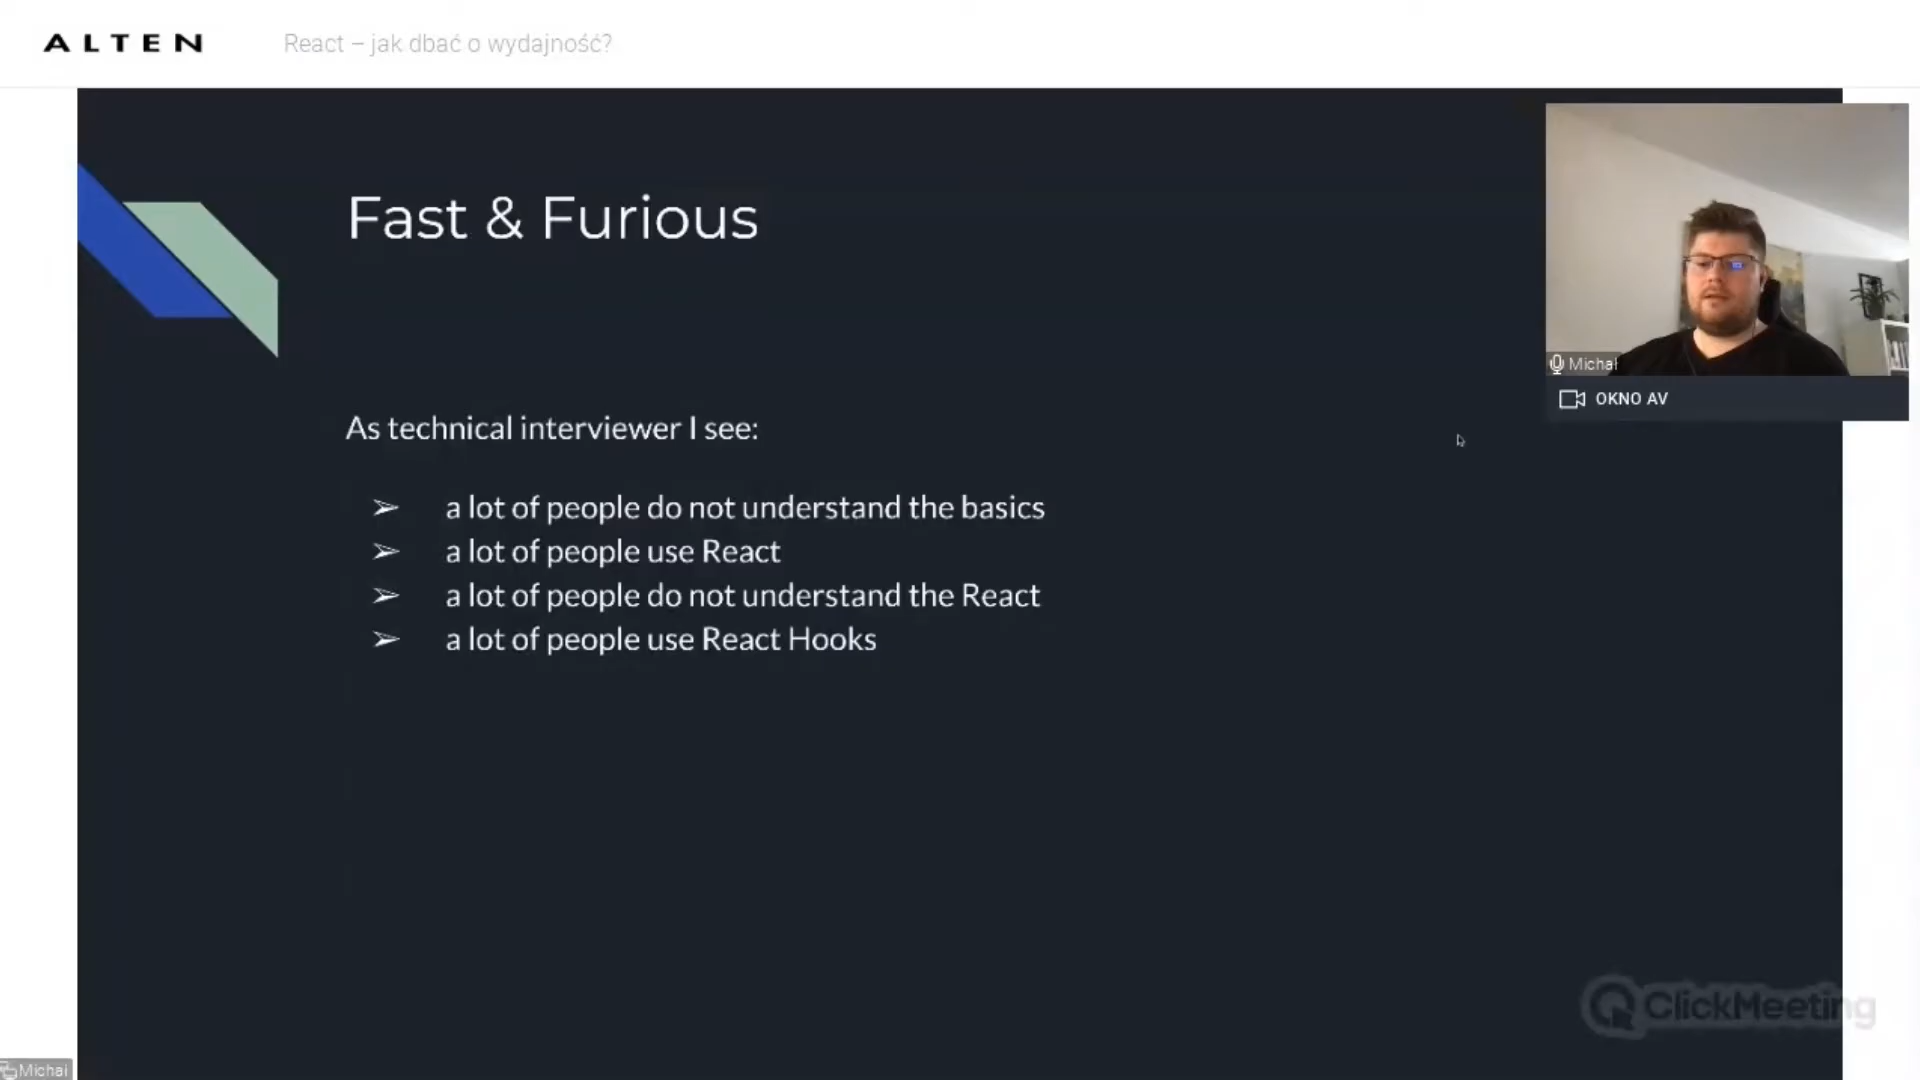 ALTEN
React – jak dbać o wydajność?
Fast & Furious
As technical interviewer I see:
➢ a lot of people do not understand the basics
➢ a lot of people use React
➢ a lot of people do not understand the React
➢ a lot of people use React Hooks
Michał
OKNO AV
ClickMeeting
Michał